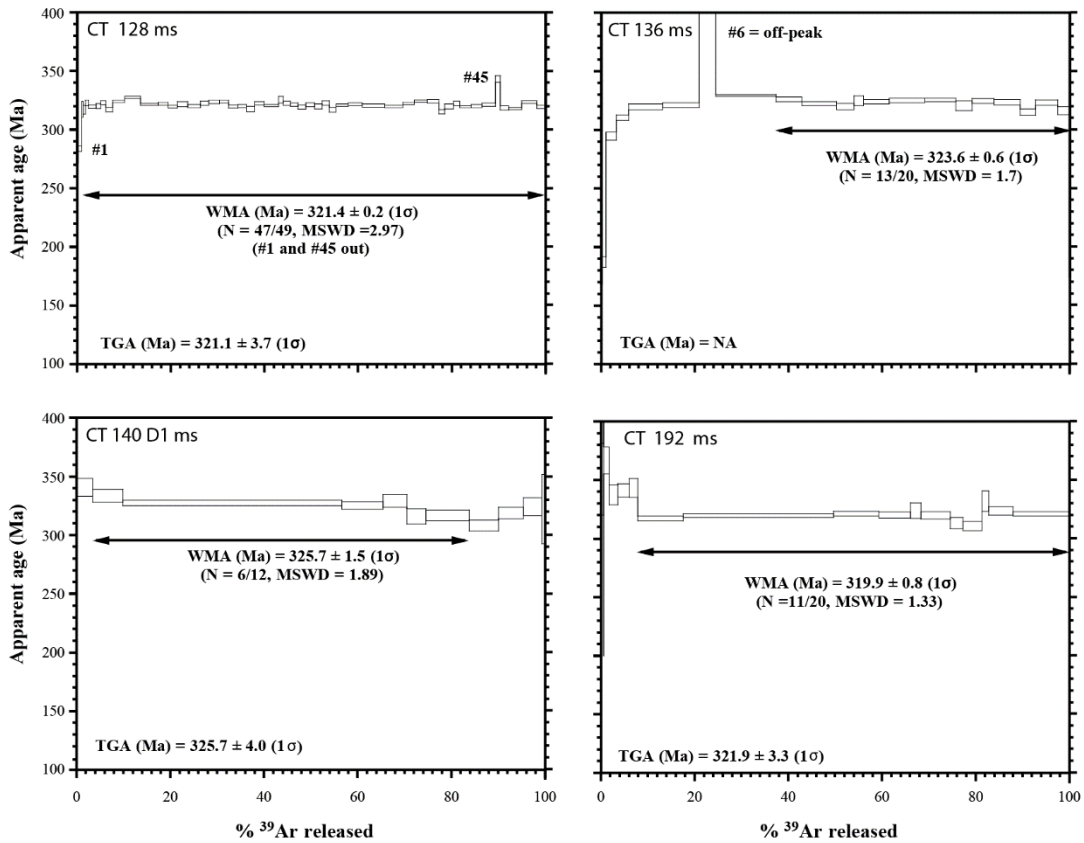 CT 128 ms
#1
#45
WMA (Ma) = 321.4 ± 0.2 (1σ)
(N = 47/49, MSWD =2.97)
(#1 and #45 out)
TGA (Ma) = 321.1 ± 3.7 (1σ)
Apparent age (Ma)
400
350
300
250
200
150
100
CT 136 ms
#6 = off-peak
WMA (Ma) = 323.6 ± 0.6 (1σ)
(N = 13/20, MSWD = 1.7)
TGA (Ma) = NA
CT 140 D1 ms
WMA (Ma) = 325.7 ± 1.5 (1σ)
(N = 6/12, MSWD = 1.89)
TGA (Ma) = 325.7 ± 4.0 (1σ)
Apparent age (Ma)
400
350
300
250
200
150
100
0 20 40 60 80 100
% ³⁹Ar released
CT 192 ms
WMA (Ma) = 319.9 ± 0.8 (1σ)
(N =11/20, MSWD = 1.33)
TGA (Ma) = 321.9 ± 3.3 (1σ)
0 20 40 60 80 100
% ³⁹Ar released